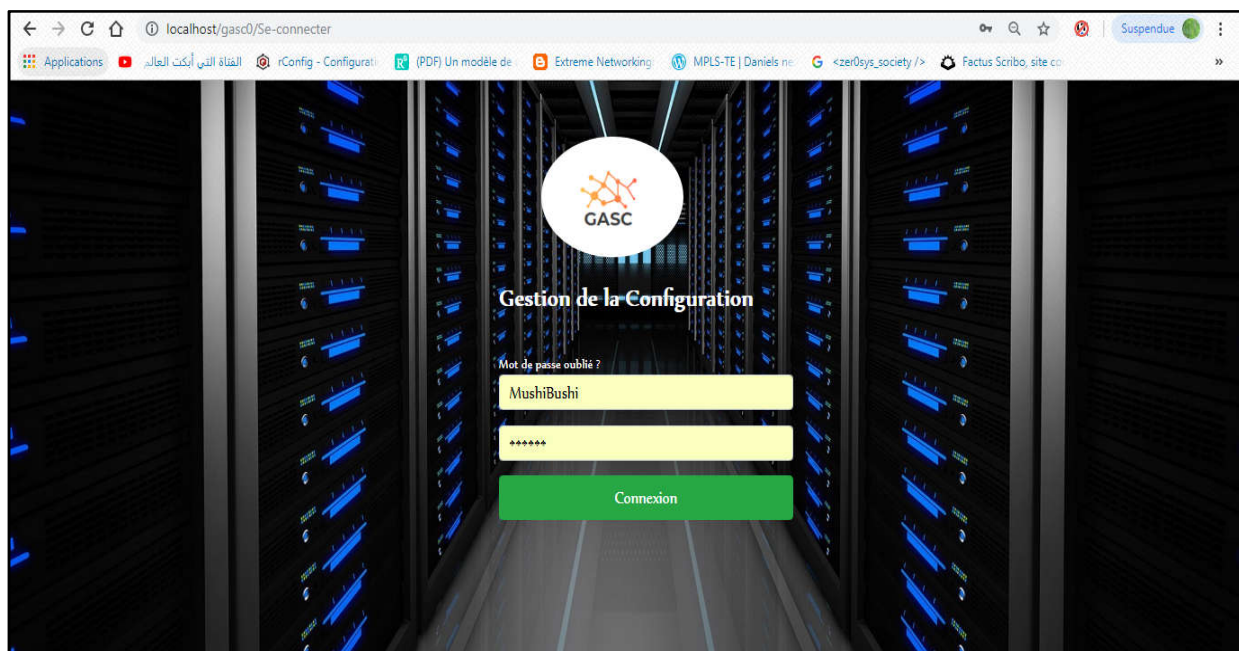 localhost/gasc0/Se-connecter
Suspendue
Applications
الفتاة التي أبكت العالم
rConfig - Configurati
(PDF) Un modèle de
Extreme Networking
MPLS-TE | Daniels ne
<zer0sys_society />
Factus Scribo, site co
»
GASC
Gestion de la Configuration
Mot de passe oublié ?
MushiBushi
******
Connexion